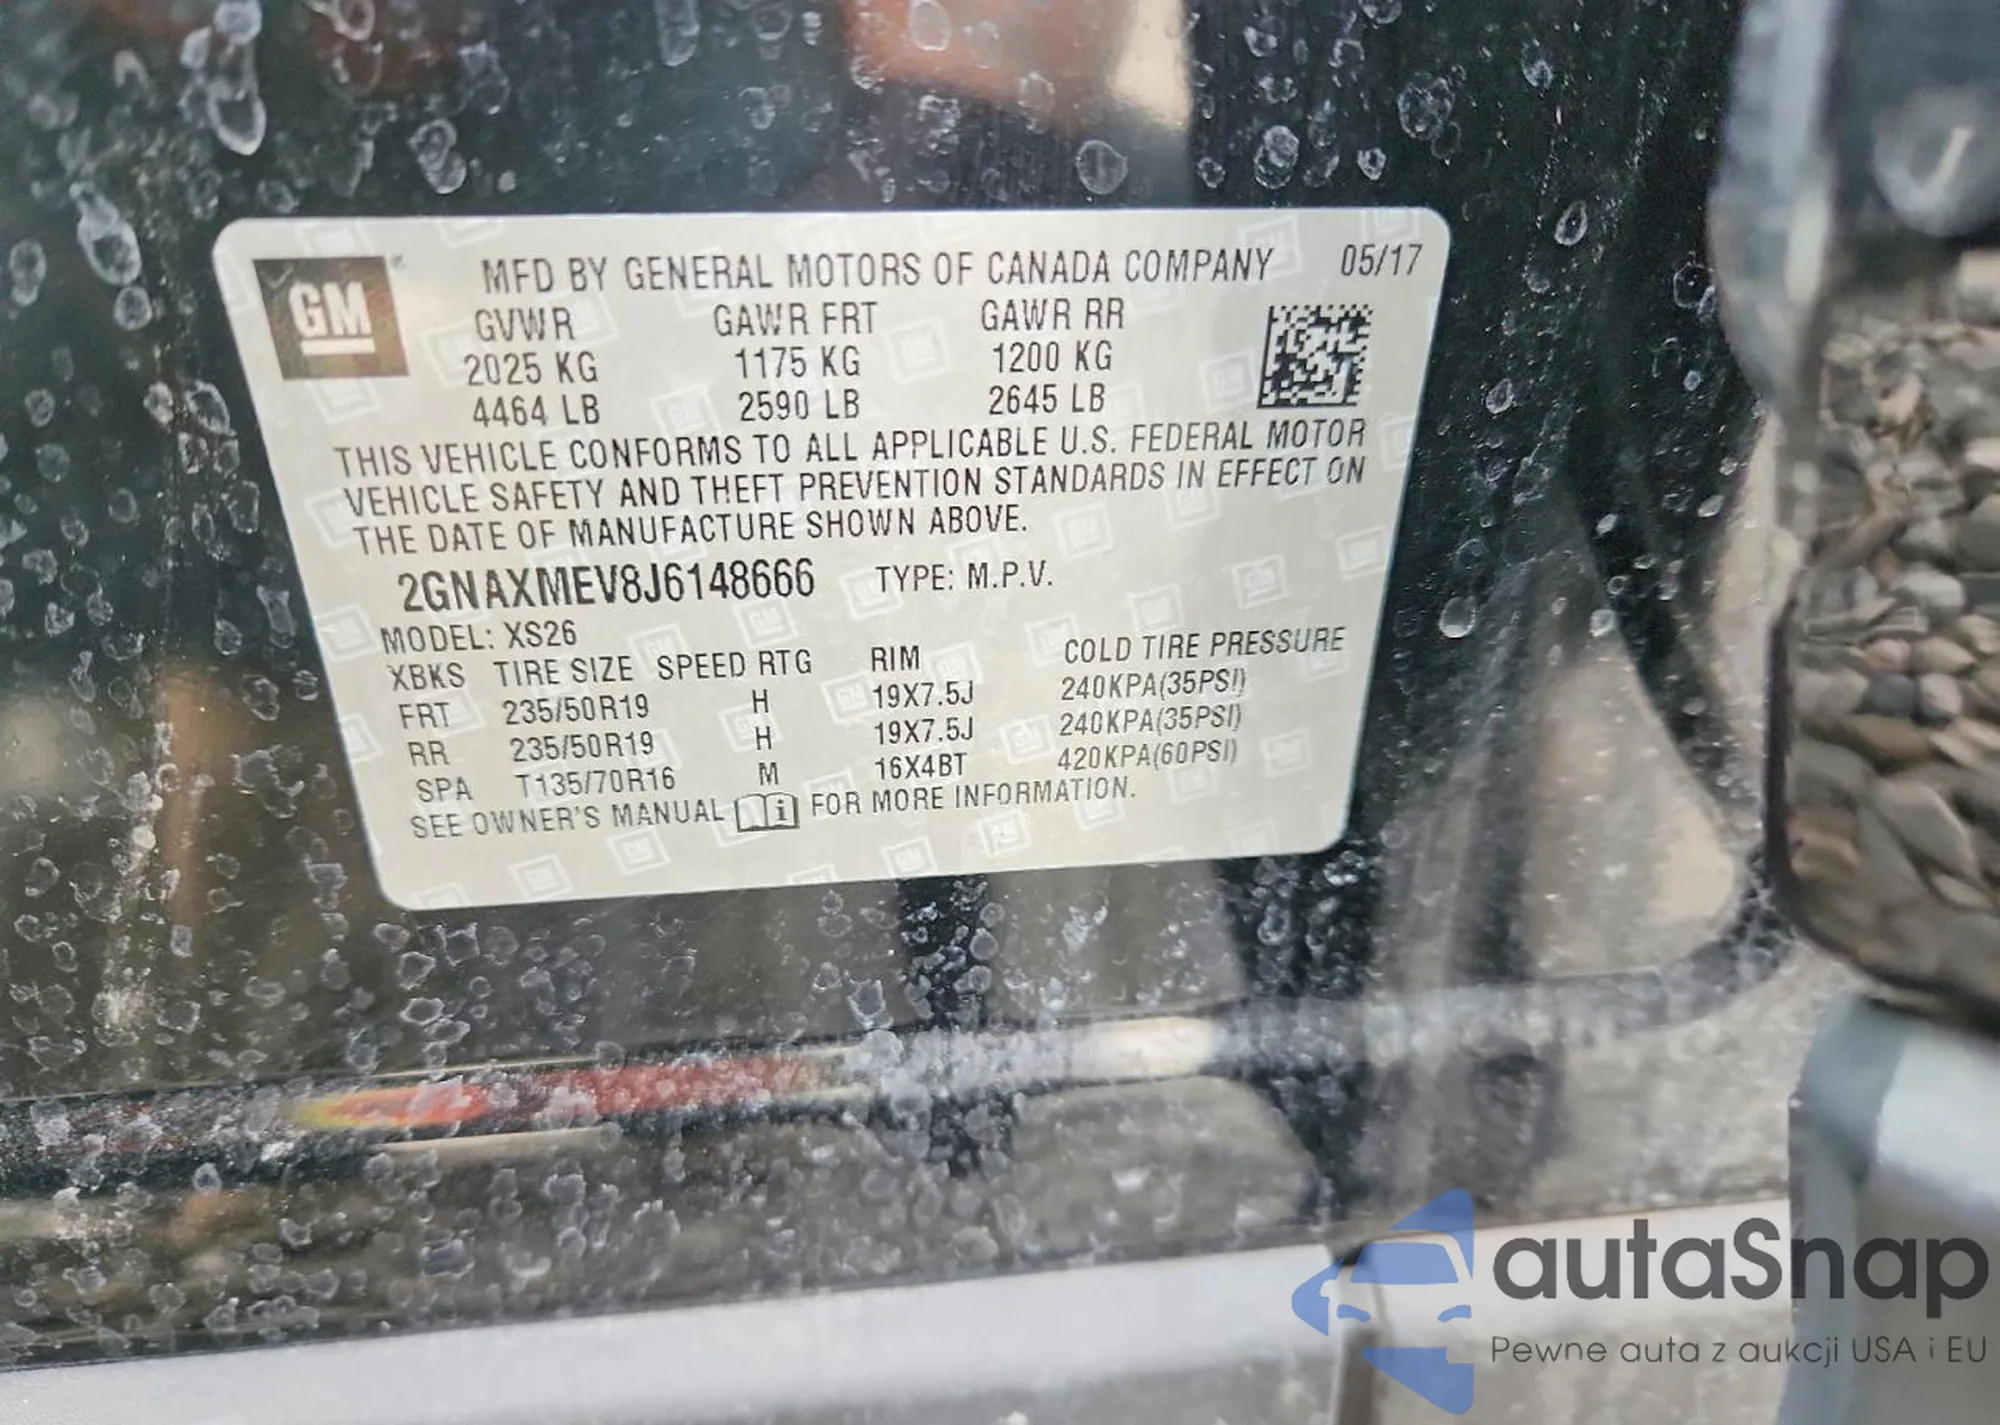 GM
MFD BY GENERAL MOTORS OF CANADA COMPANY 05/17
GVWR GAWR FRT GAWR RR
2025 KG 1175 KG 1200 KG
4464 LB 2590 LB 2645 LB
THIS VEHICLE CONFORMS TO ALL APPLICABLE U.S. FEDERAL MOTOR
VEHICLE SAFETY AND THEFT PREVENTION STANDARDS IN EFFECT ON
THE DATE OF MANUFACTURE SHOWN ABOVE.
2GNAXMEV8J6148666 TYPE: M.P.V.
MODEL: XS26
XBKS TIRE SIZE SPEED RTG RIM COLD TIRE PRESSURE
FRT 235/50R19 H 19X7.5J 240KPA(35PSI)
RR 235/50R19 H 19X7.5J 240KPA(35PSI)
SPA T135/70R16 M 16X4BT 420KPA(60PSI)
SEE OWNER'S MANUAL i FOR MORE INFORMATION.
autaSnap
Pewne auta z aukcji USA i EU